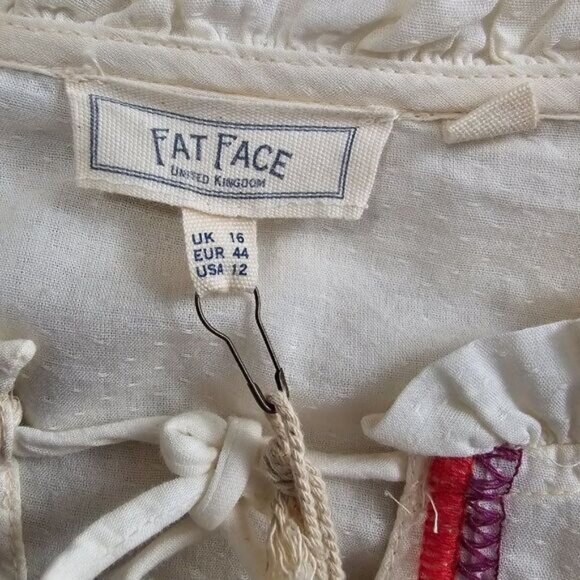 FAT FACE
UNITED KINGDOM
UK 16
EUR 44
USA 12